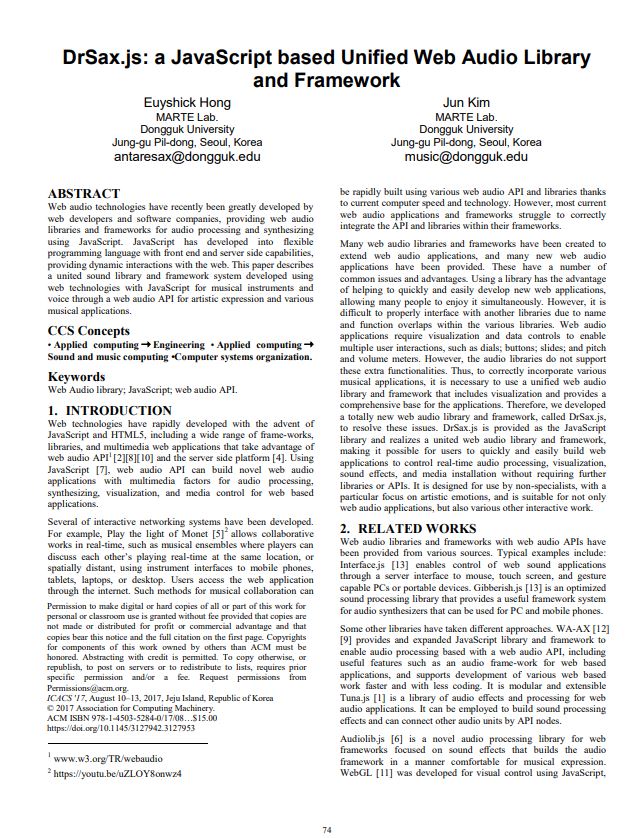 DrSax.js: a JavaScript based Unified Web Audio Library
and Framework
Euyshick Hong
MARTE Lab.
Dongguk University
Jung-gu Pil-dong, Seoul, Korea
antaresax@dongguk.edu
Jun Kim
MARTE Lab.
Dongguk University
Jung-gu Pil-dong, Seoul, Korea
music@dongguk.edu
ABSTRACT
Web audio technologies have recently been greatly developed by
web developers and software companies, providing web audio
libraries and frameworks for audio processing and synthesizing
using JavaScript. JavaScript has developed into flexible
programming language with front end and server side capabilities,
providing dynamic interactions with the web. This paper describes
a united sound library and framework system developed using
web technologies with JavaScript for musical instruments and
voice through a web audio API for artistic expression and various
musical applications.
CCS Concepts
• Applied computing ➝ Engineering • Applied computing ➝
Sound and music computing •Computer systems organization.
Keywords
Web Audio library; JavaScript; web audio API.
1. INTRODUCTION
Web technologies have rapidly developed with the advent of
JavaScript and HTML5, including a wide range of frame-works,
libraries, and multimedia web applications that take advantage of
web audio API1 [2][8][10] and the server side platform [4]. Using
JavaScript [7], web audio API can build novel web audio
applications with multimedia factors for audio processing,
synthesizing, visualization, and media control for web based
applications.
Several of interactive networking systems have been developed.
For example, Play the light of Monet [5]2 allows collaborative
works in real-time, such as musical ensembles where players can
discuss each other's playing real-time at the same location, or
spatially distant, using instrument interfaces to mobile phones,
tablets, laptops, or desktop. Users access the web application
through the internet. Such methods for musical collaboration can
Permission to make digital or hard copies of all or part of this work for
personal or classroom use is granted without fee provided that copies are
not made or distributed for profit or commercial advantage and that
copies bear this notice and the full citation on the first page. Copyrights
for components of this work owned by others than ACM must be
honored. Abstracting with credit is permitted. To copy otherwise, or
republish, to post on servers or to redistribute to lists, requires prior
specific permission and/or a fee. Request permissions from
Permissions@acm.org.
ICACS '17, August 10–13, 2017, Jeju Island, Republic of Korea
© 2017 Association for Computing Machinery.
ACM ISBN 978-1-4503-5284-0/17/08…$15.00
https://doi.org/10.1145/3127942.3127953
1 www.w3.org/TR/webaudio
2 https://youtu.be/uZLOY8onwz4
be rapidly built using various web audio API and libraries thanks
to current computer speed and technology. However, most current
web audio applications and frameworks struggle to correctly
integrate the API and libraries within their frameworks.
Many web audio libraries and frameworks have been created to
extend web audio applications, and many new web audio
applications have been provided. These have a number of
common issues and advantages. Using a library has the advantage
of helping to quickly and easily develop new web applications,
allowing many people to enjoy it simultaneously. However, it is
difficult to properly interface with another libraries due to name
and function overlaps within the various libraries. Web audio
applications require visualization and data controls to enable
multiple user interactions, such as dials; buttons; slides; and pitch
and volume meters. However, the audio libraries do not support
these extra functionalities. Thus, to correctly incorporate various
musical applications, it is necessary to use a unified web library
and framework that includes visualization and provides a
comprehensive base for the applications. Therefore, we developed
a totally new web audio library and framework, called DrSax.js,
to resolve these issues. DrSax.js is provided as the JavaScript
library and realizes a united web audio library and framework,
making it possible for users to quickly and easily build web
applications to control real-time audio processing, visualization,
sound effects, and media installation without requiring further
libraries or APIs. It is designed for use by non-specialists, with a
particular focus on artistic emotions, and is suitable for not only
web audio applications, but also various other interactive work.
2. RELATED WORKS
Web audio libraries and frameworks with web audio APIs have
been provided from various sources. Typical examples include:
Interface.js [13] enables control of web sound applications
through a server interface to mouse, touch screen, and gesture
capable PCs or portable devices. Gibberish.js [13] is an optimized
sound processing library that provides a useful framework system
for audio synthesizers that can be used for PC and mobile phones.
Some other libraries have taken different approaches. WA-AX [12]
[9] provides and expanded JavaScript library and framework to
enable audio processing based with a web audio API, including
useful features such as an audio frame-work for web based
applications, and supports development of various web based
work faster and with less coding. It is modular and extensible
Tuna.js [1] is a library of audio effects and processing for web
audio applications. It can be employed to build sound processing
effects and can connect other audio units by API nodes.
Audiolib.js [6] is a novel audio processing library for web
frameworks focused on sound effects that builds the audio
framework in a manner comfortable for musical expression.
WebGL [11] was developed for visual control using JavaScript,
74